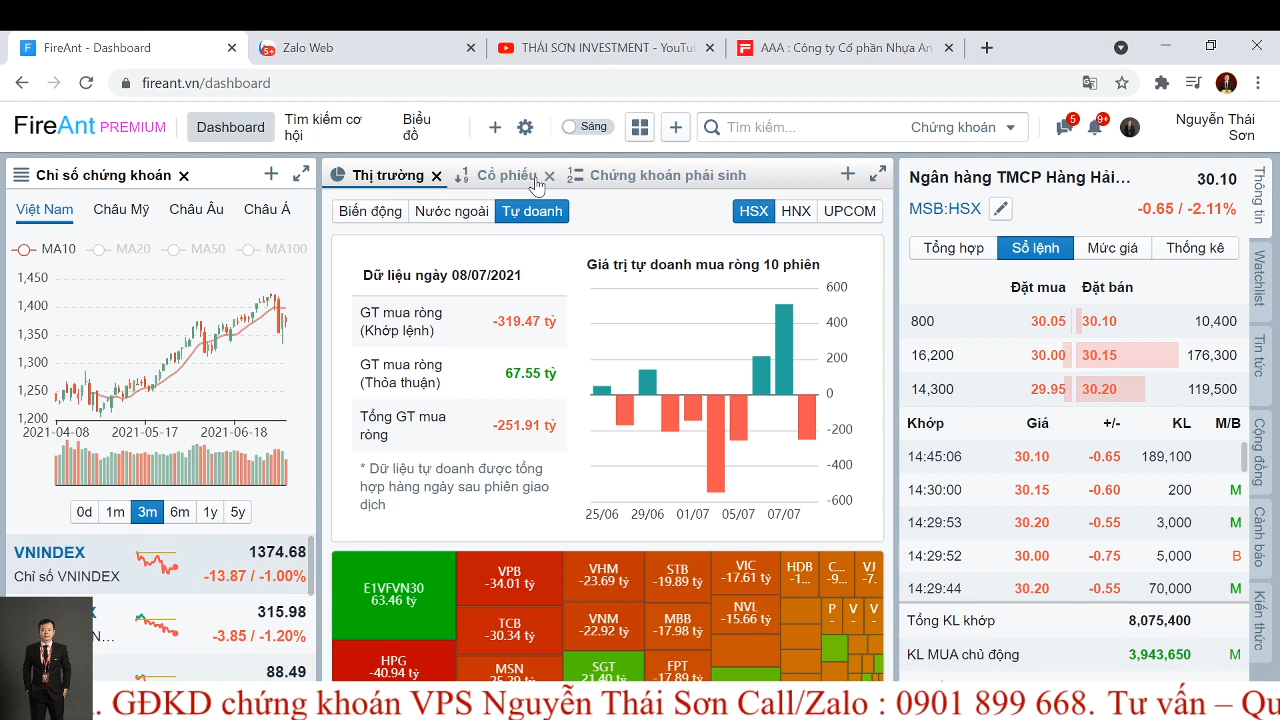 FireAnt - Dashboard
Zalo Web
THÁI SƠN INVESTMENT - YouTu
AAA : Công ty Cổ phần Nhựa An
fireant.vn/dashboard
FireAnt PREMIUM
Dashboard
Tìm kiếm cơ hội
Biểu đồ
Sáng
Tìm kiếm...
Chứng khoán
5
9+
Nguyễn Thái Sơn
Chỉ số chứng khoán
Việt Nam Châu Mỹ Châu Âu Châu Á
MA10 MA20 MA50 MA100
1,450
1,400
1,350
1,300
1,250
1,200
2021-04-08 2021-05-17 2021-06-18
0d 1m 3m 6m 1y 5y
VNINDEX 1374.68
Chỉ số VNINDEX -13.87 / -1.00%
315.98
-3.85 / -1.20%
88.49
Thị trường Cổ phiếu Chứng khoán phái sinh
Biến động Nước ngoài Tự doanh
HSX HNX UPCOM
Dữ liệu ngày 08/07/2021
GT mua ròng (Khớp lệnh) -319.47 tỷ
GT mua ròng (Thỏa thuận) 67.55 tỷ
Tổng GT mua ròng -251.91 tỷ
* Dữ liệu tự doanh được tổng
hợp hàng ngày sau phiên giao
dịch
Giá trị tự doanh mua ròng 10 phiên
600
400
200
0
-200
-400
-600
25/06 29/06 01/07 05/07 07/07
E1VFVN30
63.46 tỷ
HPG
-40.94 tỷ
VPB
-34.01 tỷ
TCB
-30.34 tỷ
MSN
VHM
-23.69 tỷ
VNM
-22.92 tỷ
SGT
21.40 tỷ
STB
-19.89 tỷ
MBB
-17.98 tỷ
FPT
-17.89 tỷ
VIC
-17.61 tỷ
NVL
-15.66 tỷ
HDB
-1...
C...
-9...
VJ
-7.
P
-
V
-
V
-
Ngân hàng TMCP Hàng Hải... 30.10
MSB:HSX -0.65 / -2.11%
Tổng hợp Sổ lệnh Mức giá Thống kê
Đặt mua Đặt bán
800 30.05 30.10 10,400
16,200 30.00 30.15 176,300
14,300 29.95 30.20 119,500
Khớp Giá +/- KL M/B
14:45:06 30.10 -0.65 189,100
14:30:00 30.15 -0.60 200 M
14:29:53 30.20 -0.55 3,000 M
14:29:52 30.00 -0.75 5,000 B
14:29:44 30.20 -0.55 70,000 M
Tổng KL khớp 8,075,400
KL MUA chủ động 3,943,650 M
Thông tin
Watchlist
Tin tức
Cộng đồng
Cảnh báo
Kiến thức
. GĐKD chứng khoán VPS Nguyễn Thái Sơn Call/Zalo : 0901 899 668. Tư vấn – Qu